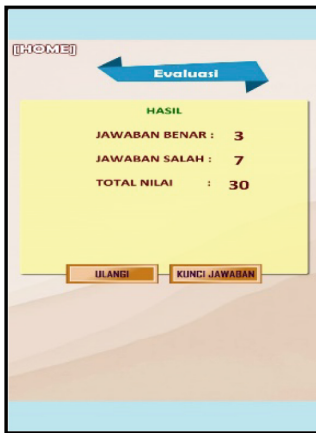 [HOME]
Evaluasi
HASIL
JAWABAN BENAR : 3
JAWABAN SALAH : 7
TOTAL NILAI : 30
ULANGI
KUNCI JAWABAN